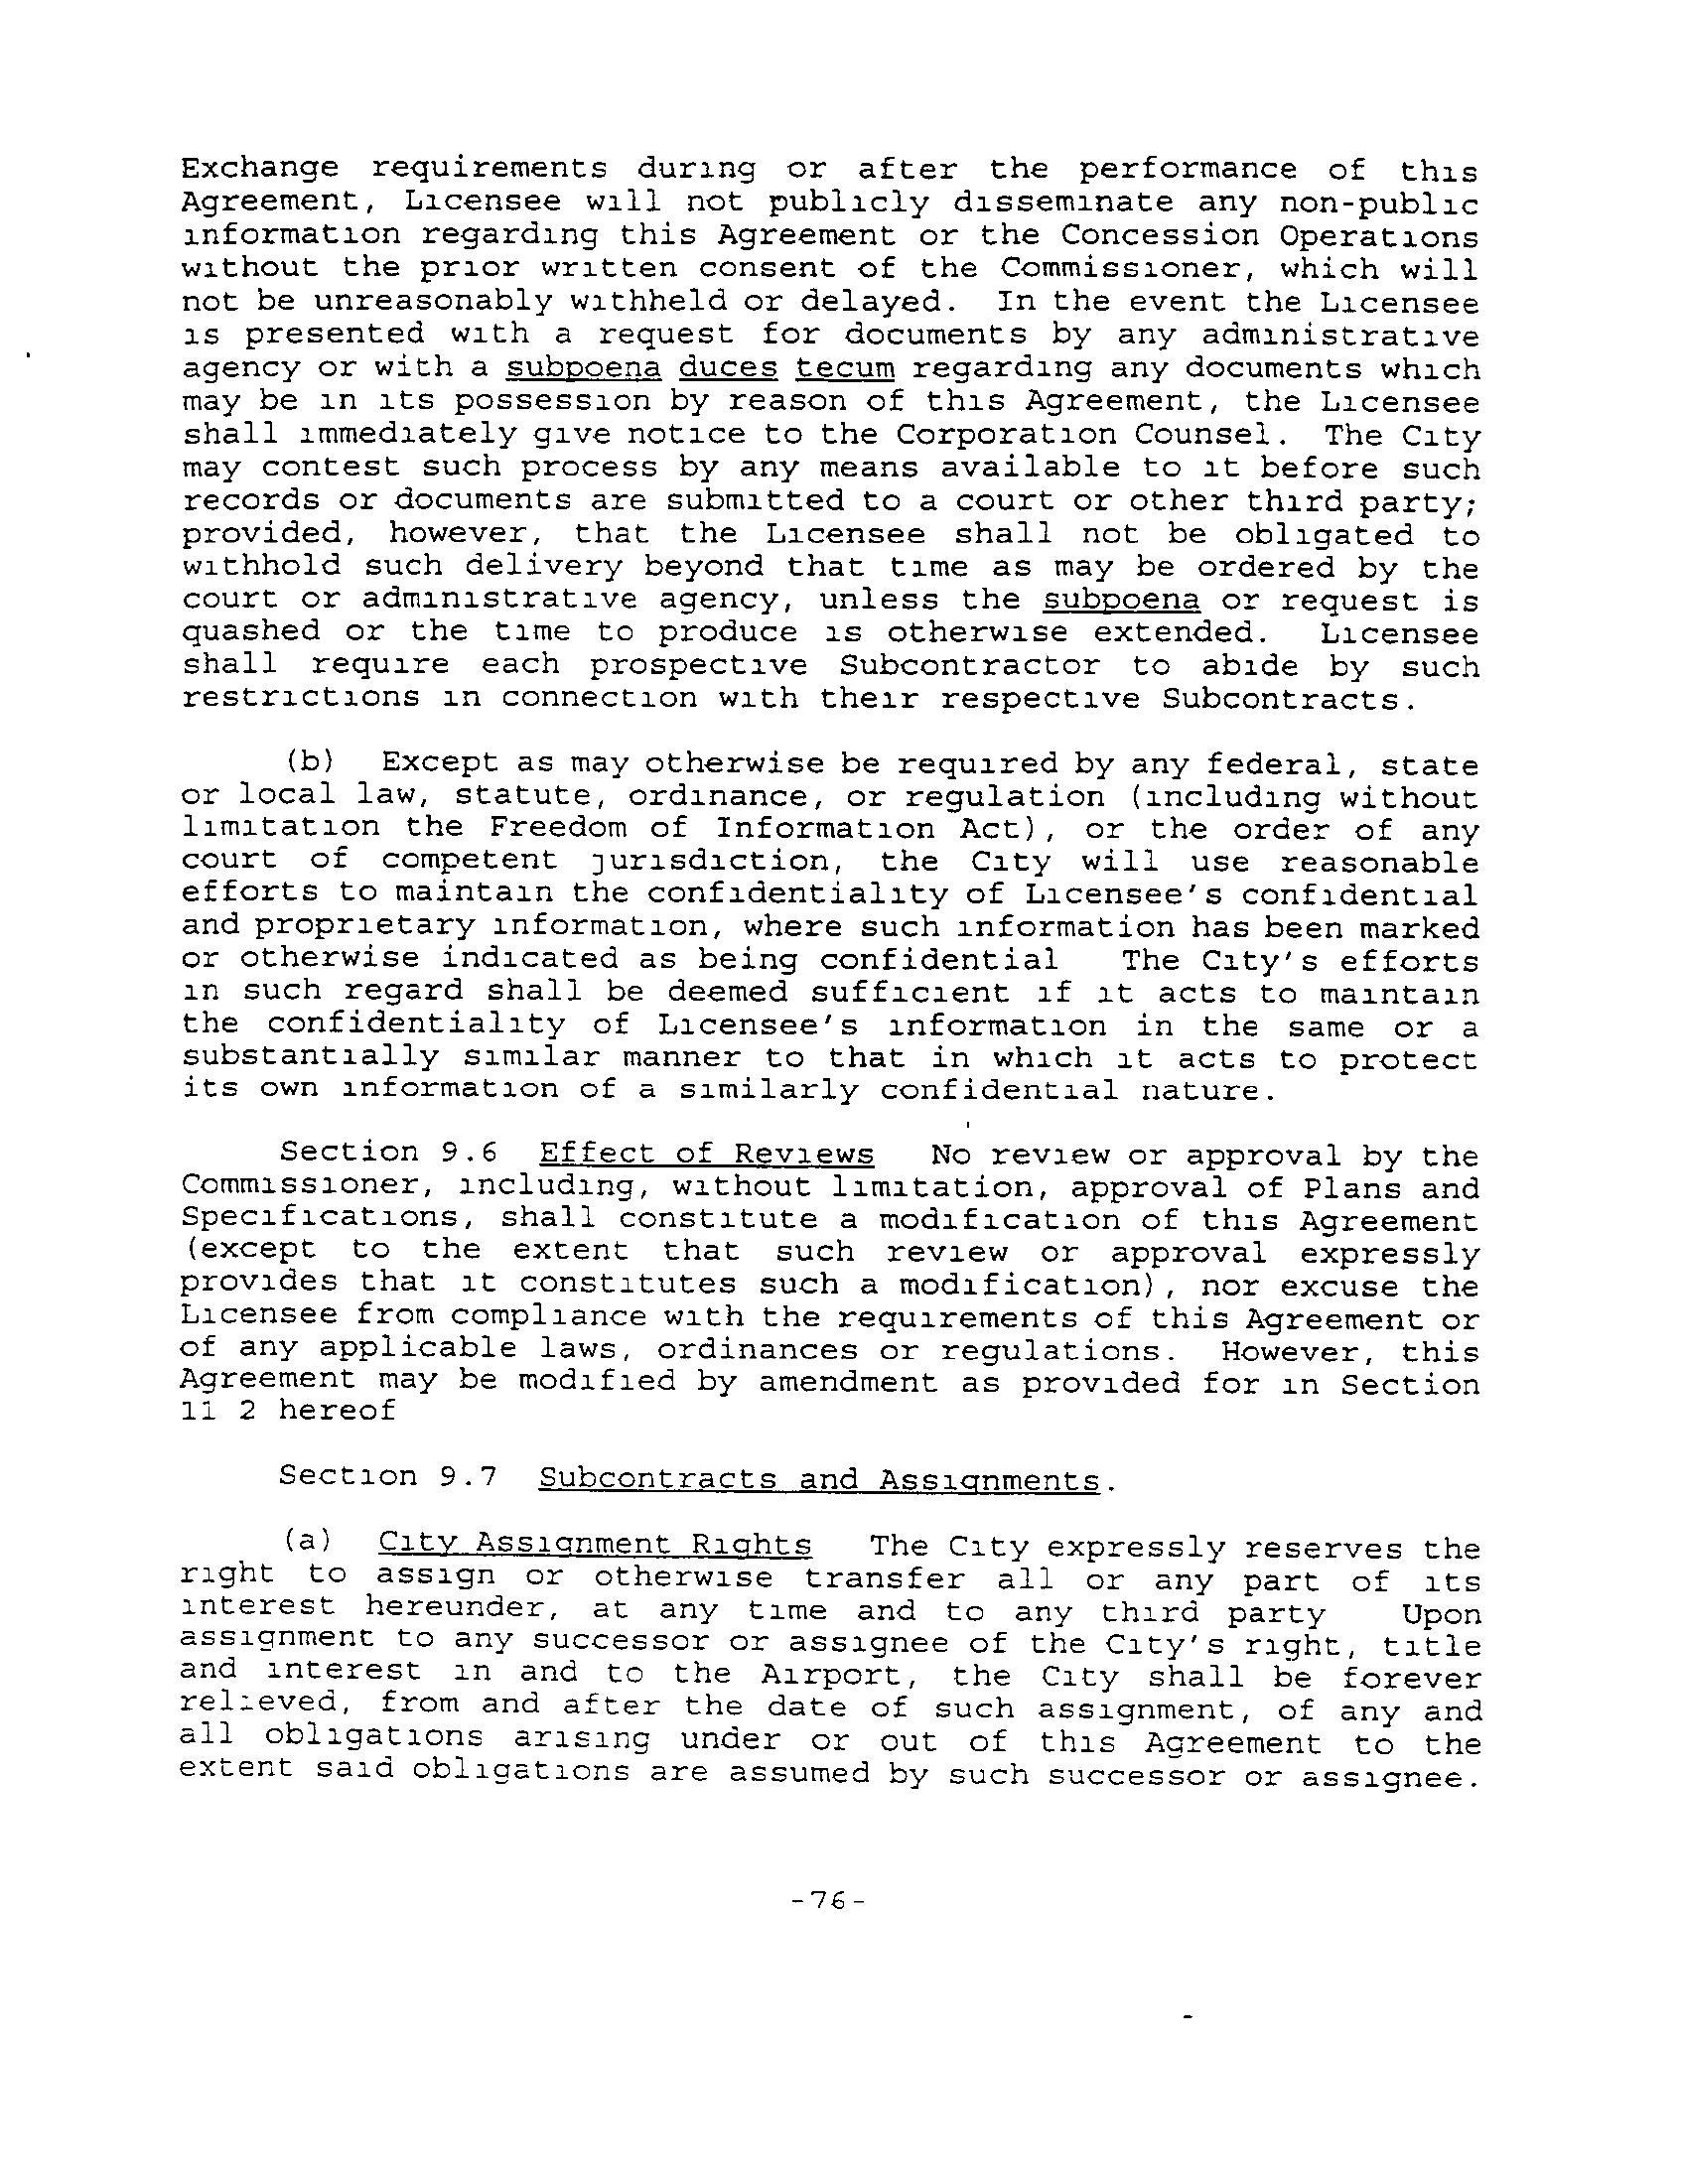 Exchange requirements during or after the performance of this
Agreement, Licensee will not publicly disseminate any non-public
information regarding this Agreement or the Concession Operations
without the prior written consent of the Commissioner, which will
not be unreasonably withheld or delayed. In the event the Licensee
is presented with a request for documents by any administrative
agency or with a subpoena duces tecum regarding any documents which
may be in its possession by reason of this Agreement, the Licensee
shall immediately give notice to the Corporation Counsel. The City
may contest such process by any means available to it before such
records or documents are submitted to a court or other third party;
provided, however, that the Licensee shall not be obligated to
withhold such delivery beyond that time as may be ordered by the
court or administrative agency, unless the subpoena or request is
quashed or the time to produce is otherwise extended. Licensee
shall require each prospective Subcontractor to abide by such
restrictions in connection with their respective Subcontracts.
(b) Except as may otherwise be required by any federal, state
or local law, statute, ordinance, or regulation (including without
limitation the Freedom of Information Act), or the order of any
court of competent jurisdiction, the City will use reasonable
efforts to maintain the confidentiality of Licensee's confidential
and proprietary information, where such information has been marked
or otherwise indicated as being confidential The City's efforts
in such regard shall be deemed sufficient if it acts to maintain
the confidentiality of Licensee's information in the same or a
substantially similar manner to that in which it acts to protect
its own information of a similarly confidential nature.
Section 9.6 Effect of Reviews No review or approval by the
Commissioner, including, without limitation, approval of Plans and
Specifications, shall constitute a modification of this Agreement
(except to the extent that such review or approval expressly
provides that it constitutes such a modification), nor excuse the
Licensee from compliance with the requirements of this Agreement or
of any applicable laws, ordinances or regulations. However, this
Agreement may be modified by amendment as provided for in Section
11 2 hereof
Section 9.7 Subcontracts and Assignments.
(a) City Assignment Rights The City expressly reserves the
right to assign or otherwise transfer all or any part of its
interest hereunder, at any time and to any third party Upon
assignment to any successor or assignee of the City's right, title
and interest in and to the Airport, the City shall be forever
relieved, from and after the date of such assignment, of any and
all obligations arising under or out of this Agreement to the
extent said obligations are assumed by such successor or assignee.
-76-